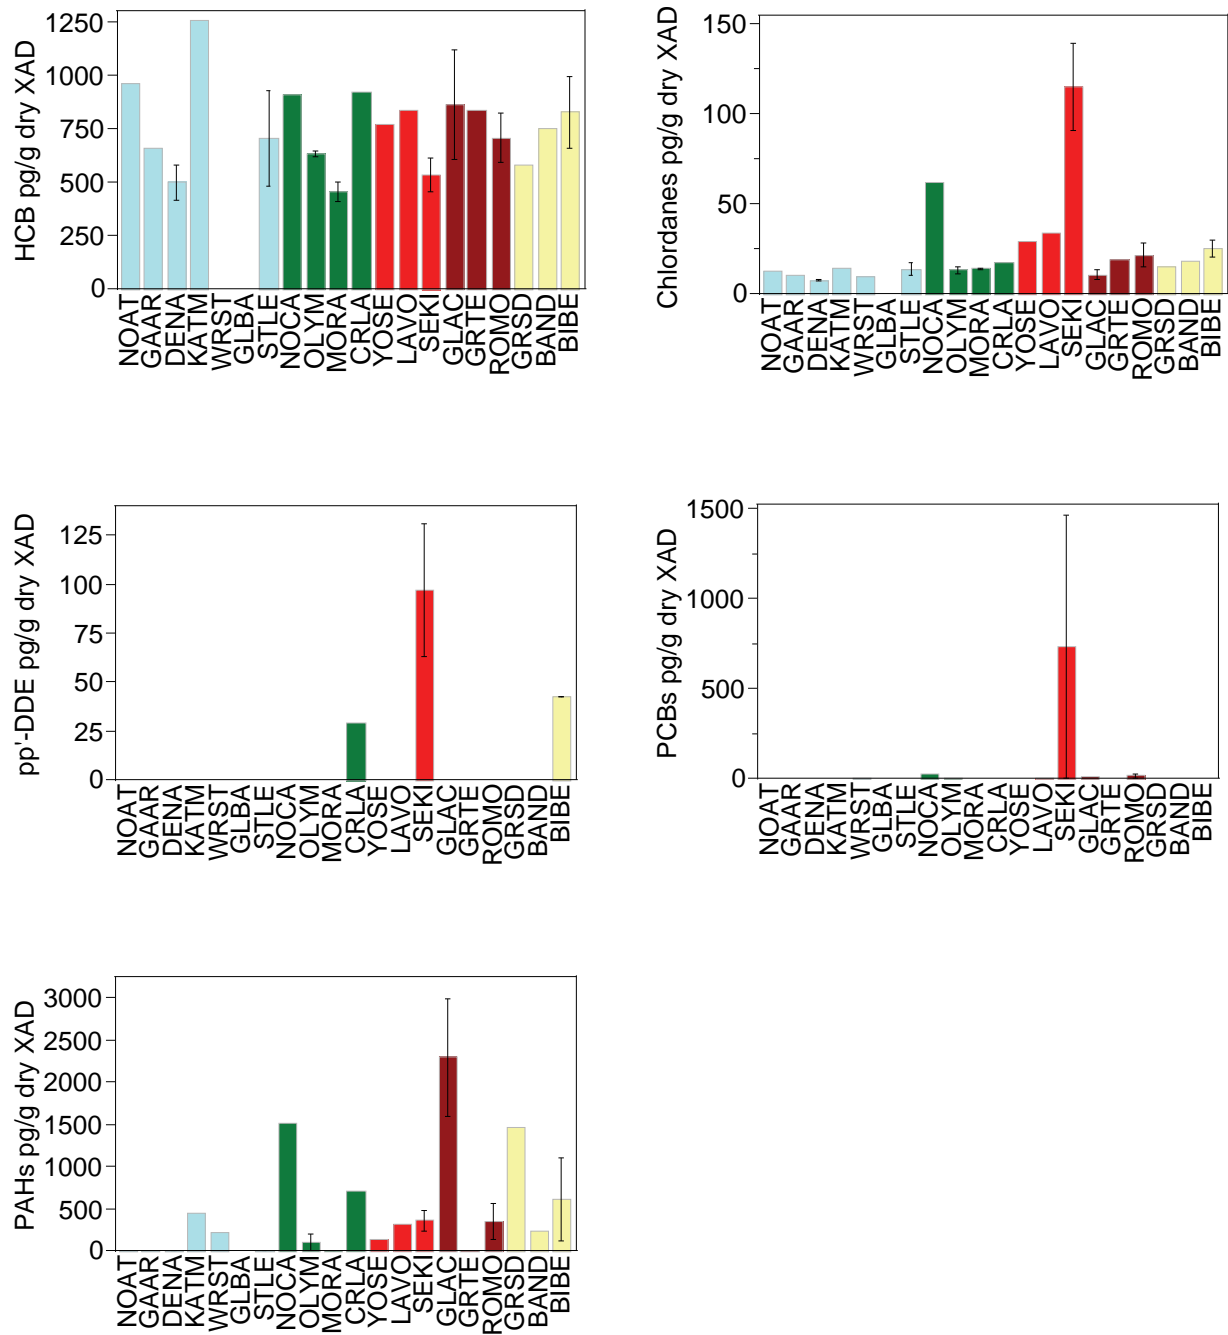 HCB pg/g dry XAD
1250
1000
750
500
250
0
NOAT
GAAR
DENA
KATM
WRST
GLBA
STLE
NOCA
OLYM
MORA
CRLA
YOSE
LAVO
SEKI
GLAC
GRTE
ROMO
GRSD
BAND
BIBE
Chlordanes pg/g dry XAD
150
100
50
0
NOAT
GAAR
DENA
KATM
WRST
GLBA
STLE
NOCA
OLYM
MORA
CRLA
YOSE
LAVO
SEKI
GLAC
GRTE
ROMO
GRSD
BAND
BIBE
pp'-DDE pg/g dry XAD
125
100
75
50
25
0
NOAT
GAAR
DENA
KATM
WRST
GLBA
STLE
NOCA
OLYM
MORA
CRLA
YOSE
LAVO
SEKI
GLAC
GRTE
ROMO
GRSD
BAND
BIBE
PCBs pg/g dry XAD
1500
1000
500
0
NOAT
GAAR
DENA
KATM
WRST
GLBA
STLE
NOCA
OLYM
MORA
CRLA
YOSE
LAVO
SEKI
GLAC
GRTE
ROMO
GRSD
BAND
BIBE
PAHs pg/g dry XAD
3000
2500
2000
1500
1000
500
0
NOAT
GAAR
DENA
KATM
WRST
GLBA
STLE
NOCA
OLYM
MORA
CRLA
YOSE
LAVO
SEKI
GLAC
GRTE
ROMO
GRSD
BAND
BIBE